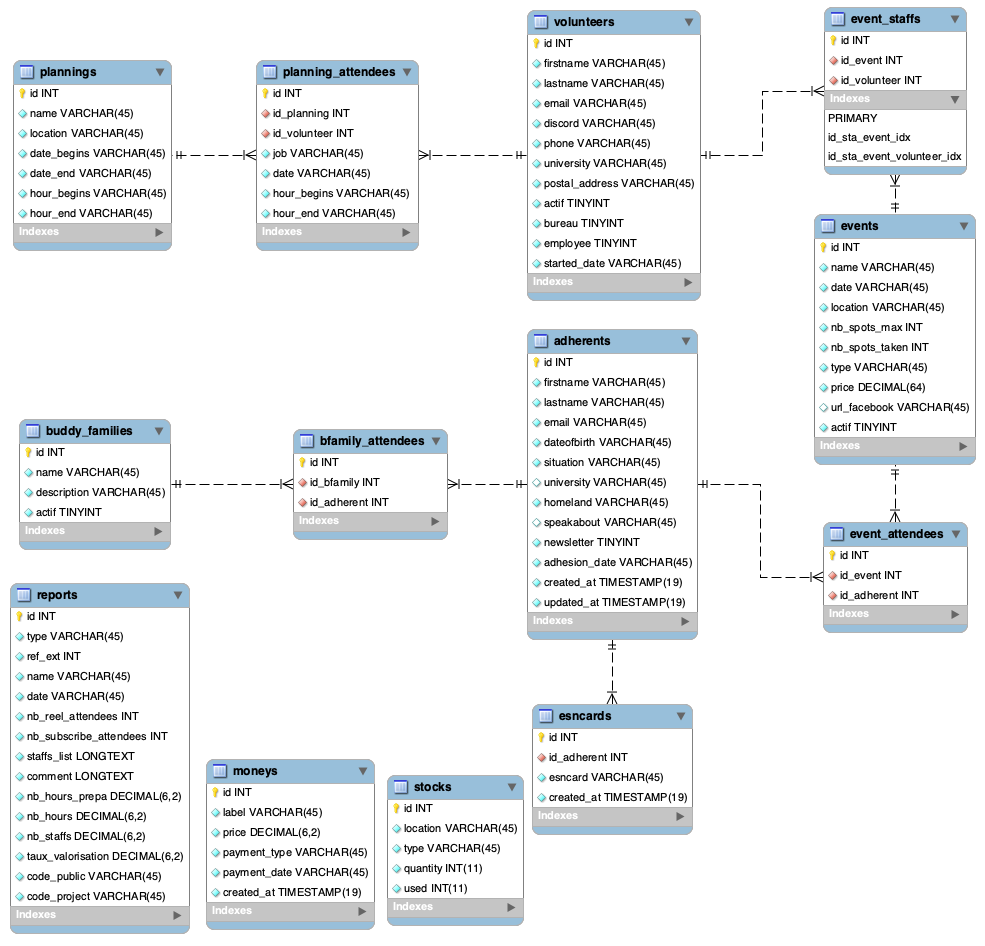 plannings
id INT
name VARCHAR(45)
location VARCHAR(45)
date_begins VARCHAR(45)
date_end VARCHAR(45)
hour_begins VARCHAR(45)
hour_end VARCHAR(45)
Indexes
planning_attendees
id INT
id_planning INT
id_volunteer INT
job VARCHAR(45)
date VARCHAR(45)
hour_begins VARCHAR(45)
hour_end VARCHAR(45)
Indexes
volunteers
id INT
firstname VARCHAR(45)
lastname VARCHAR(45)
email VARCHAR(45)
discord VARCHAR(45)
phone VARCHAR(45)
university VARCHAR(45)
postal_address VARCHAR(45)
actif TINYINT
bureau TINYINT
employee TINYINT
started_date VARCHAR(45)
Indexes
event_staffs
id INT
id_event INT
id_volunteer INT
Indexes
PRIMARY
id_sta_event_idx
id_sta_event_volunteer_idx
events
id INT
name VARCHAR(45)
date VARCHAR(45)
location VARCHAR(45)
nb_spots_max INT
nb_spots_taken INT
type VARCHAR(45)
price DECIMAL(64)
url_facebook VARCHAR(45)
actif TINYINT
Indexes
adherents
id INT
firstname VARCHAR(45)
lastname VARCHAR(45)
email VARCHAR(45)
dateofbirth VARCHAR(45)
situation VARCHAR(45)
university VARCHAR(45)
homeland VARCHAR(45)
speakabout VARCHAR(45)
newsletter TINYINT
adhesion_date VARCHAR(45)
created_at TIMESTAMP(19)
updated_at TIMESTAMP(19)
Indexes
buddy_families
id INT
name VARCHAR(45)
description VARCHAR(45)
actif TINYINT
Indexes
bfamily_attendees
id INT
id_bfamily INT
id_adherent INT
Indexes
event_attendees
id INT
id_event INT
id_adherent INT
Indexes
reports
id INT
type VARCHAR(45)
ref_ext INT
name VARCHAR(45)
date VARCHAR(45)
nb_reel_attendees INT
nb_subscribe_attendees INT
staffs_list LONGTEXT
comment LONGTEXT
nb_hours_prepa DECIMAL(6,2)
nb_hours DECIMAL(6,2)
nb_staffs DECIMAL(6,2)
taux_valorisation DECIMAL(6,2)
code_public VARCHAR(45)
code_project VARCHAR(45)
Indexes
moneys
id INT
label VARCHAR(45)
price DECIMAL(6,2)
payment_type VARCHAR(45)
payment_date VARCHAR(45)
created_at TIMESTAMP(19)
Indexes
stocks
id INT
location VARCHAR(45)
type VARCHAR(45)
quantity INT(11)
used INT(11)
Indexes
esncards
id INT
id_adherent INT
esncard VARCHAR(45)
created_at TIMESTAMP(19)
Indexes